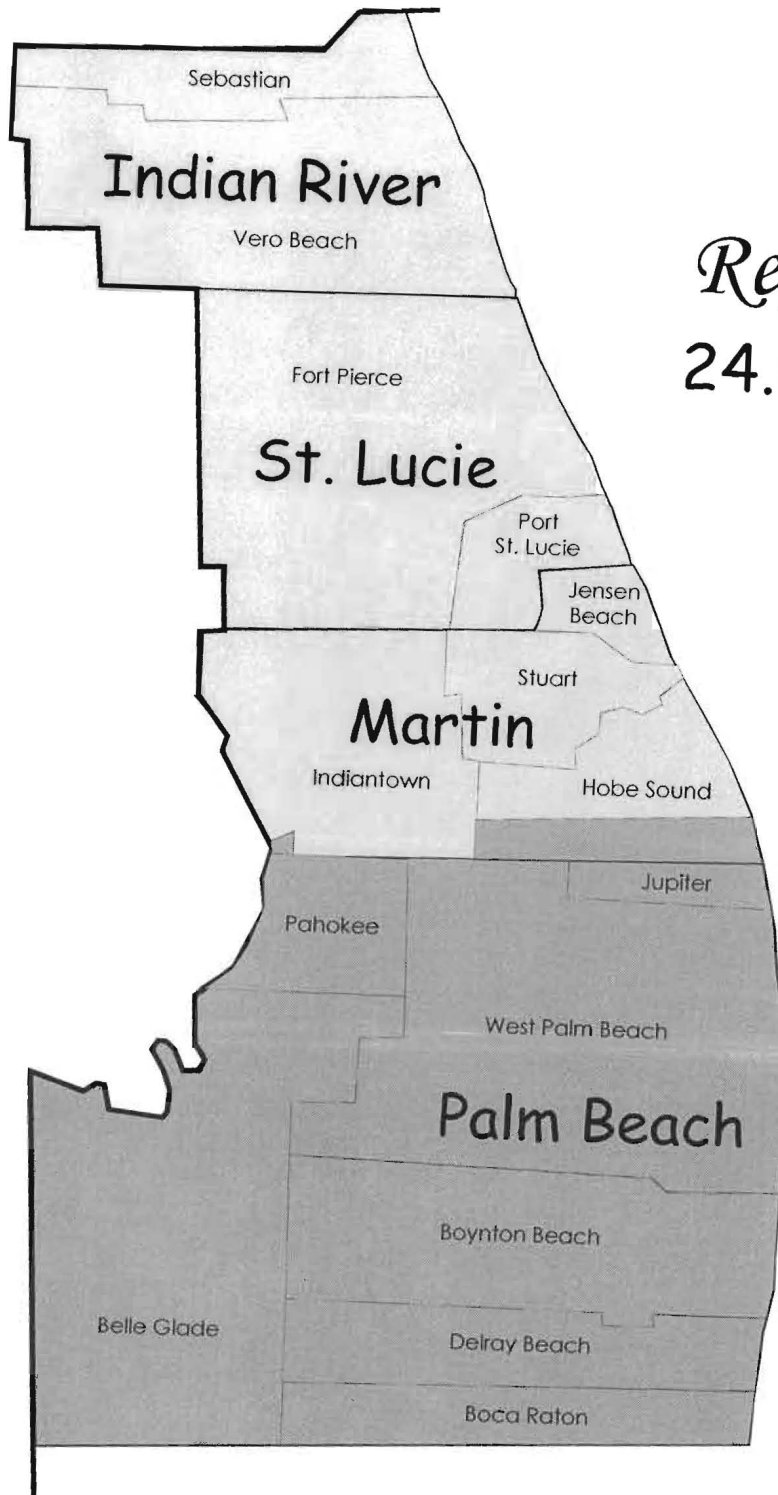 Sebastian
Indian River
Vero Beach
Re
24.
Fort Pierce
St. Lucie
Port
St. Lucie
Jensen
Beach
Stuart
Martin
Indiantown
Hobe Sound
Jupiter
Pahokee
West Palm Beach
Palm Beach
Boynton Beach
Belle Glade
Delray Beach
Boca Raton